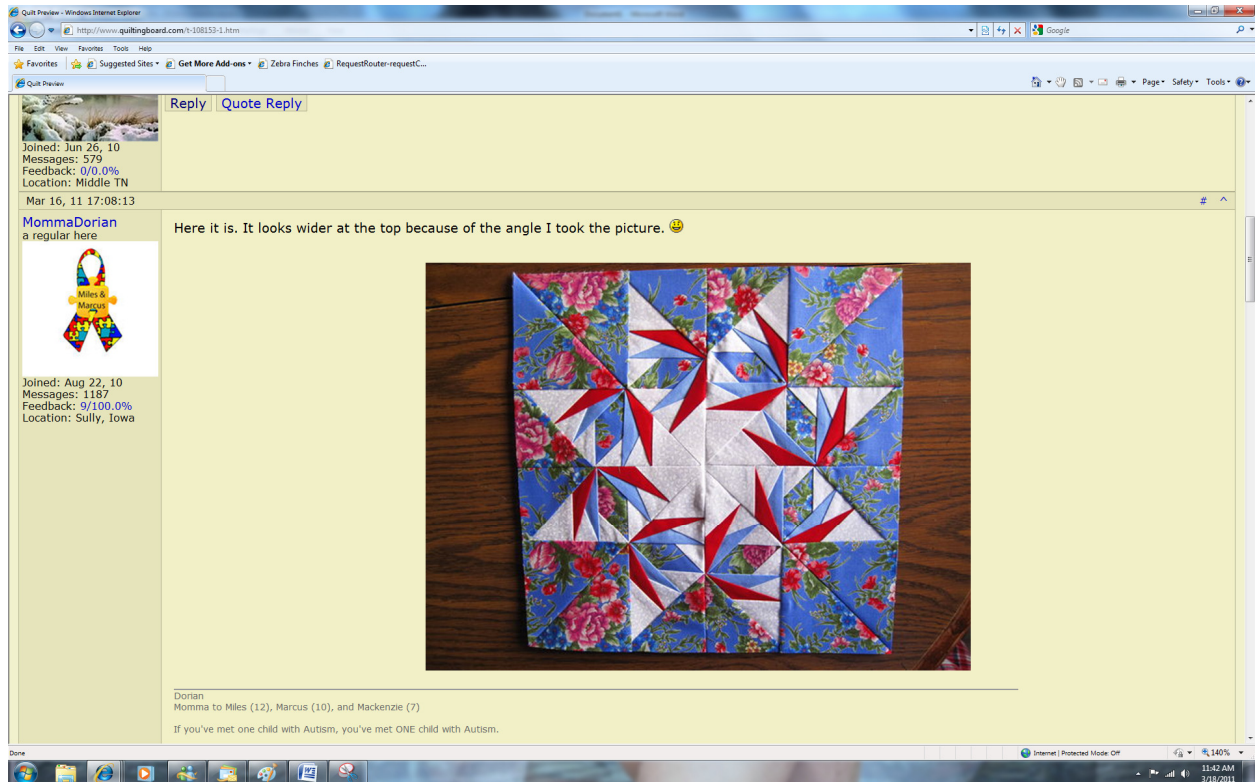 Quilt Preview - Windows Internet Explorer
http://www.quiltingboard.com/t-108153-1.htm
Google
File Edit View Favorites Tools Help
Favorites Suggested Sites Get More Add-ons Zebra Finches RequestRouter-requestC...
Quilt Preview
Page Safety Tools
Reply Quote Reply
Joined: Jun 26, 10
Messages: 579
Feedback: 0/0.0%
Location: Middle TN
Mar 16, 11 17:08:13 # ^
MommaDorian
a regular here
Miles &
Marcus
Joined: Aug 22, 10
Messages: 1187
Feedback: 9/100.0%
Location: Sully, Iowa
Here it is. It looks wider at the top because of the angle I took the picture.
Dorian
Momma to Miles (12), Marcus (10), and Mackenzie (7)
If you've met one child with Autism, you've met ONE child with Autism.
Done Internet | Protected Mode: Off 140%
11:42 AM
3/18/2011